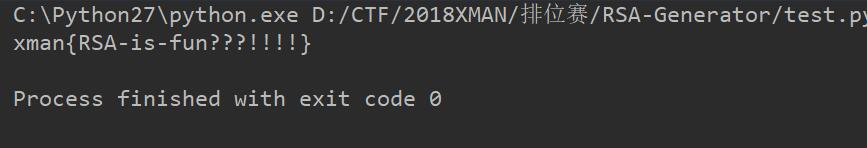 C:\Python27\python.exe D:/CTF/2018XMAN/排位赛/RSA-Generator/test.py
xman{RSA-is-fun???!!!!}
Process finished with exit code 0